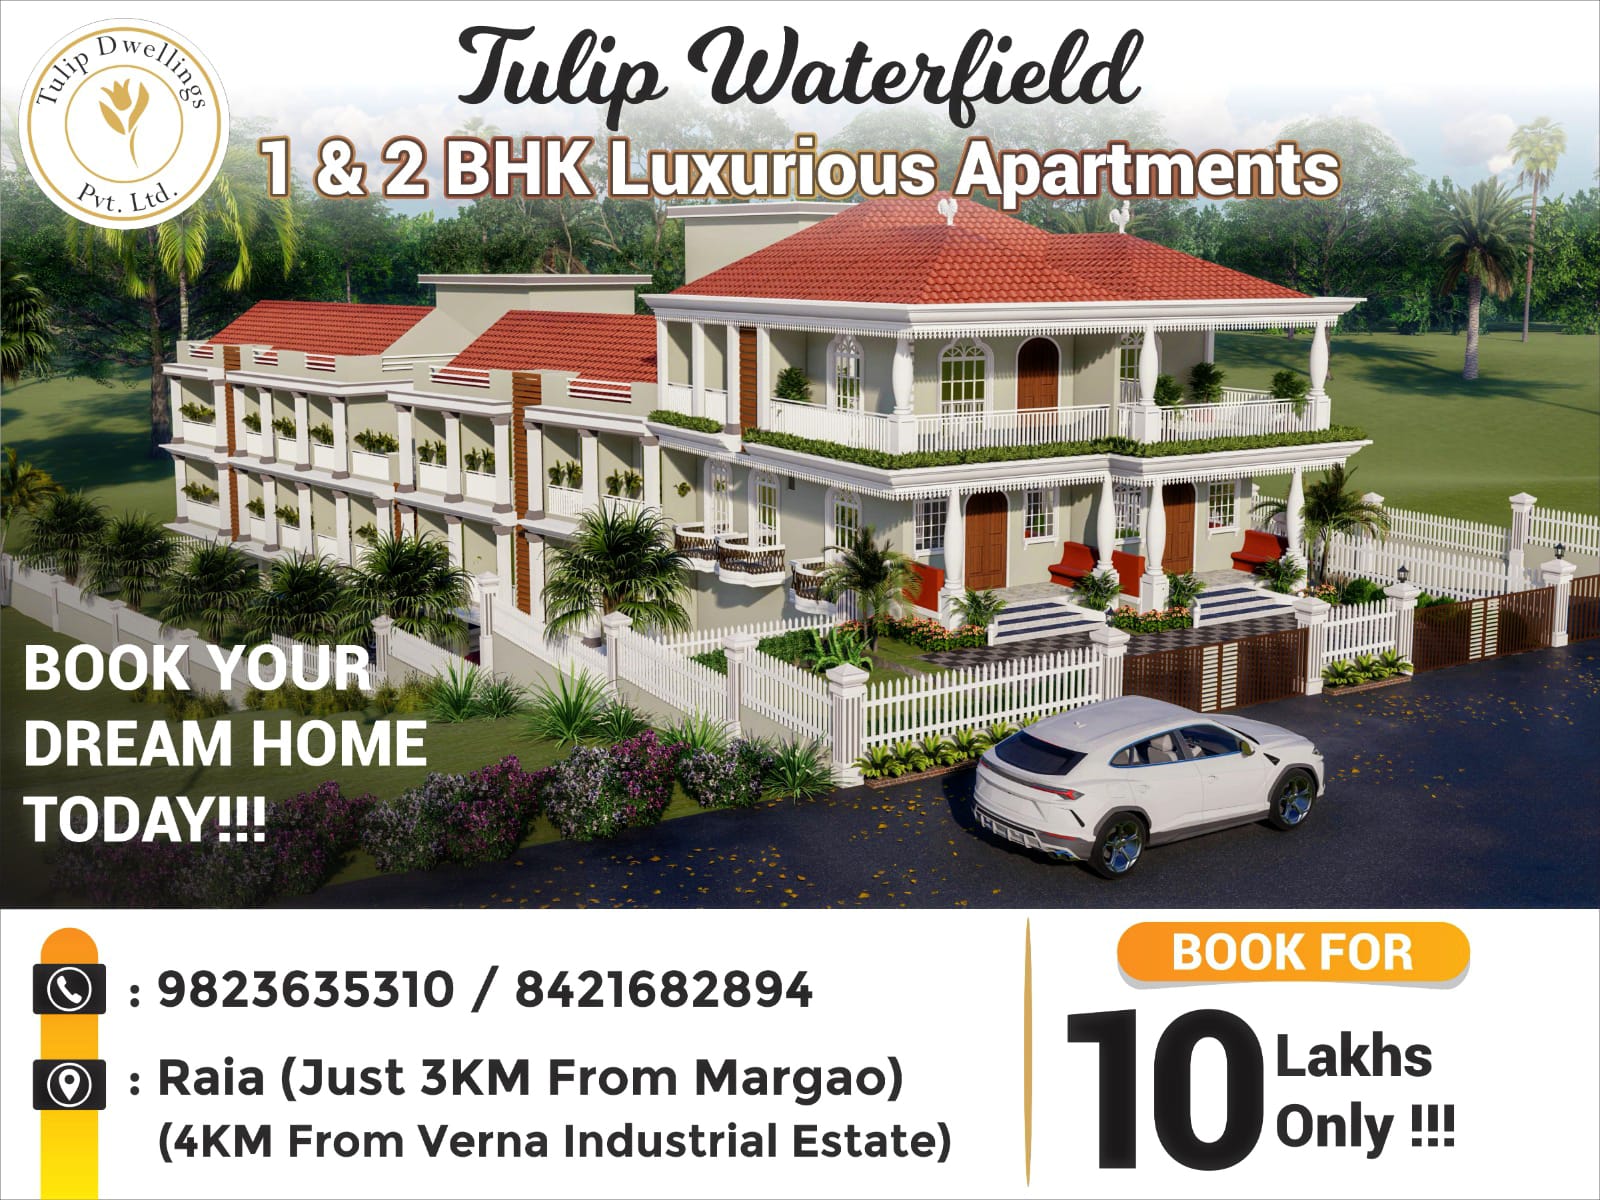 Tulip Dwellings
Pvt. Ltd.
Tulip Waterfield
1 & 2 BHK Luxurious Apartments
BOOK YOUR
DREAM HOME
TODAY!!!
: 9823635310 / 8421682894
: Raia (Just 3KM From Margao)
(4KM From Verna Industrial Estate)
BOOK FOR
10 Lakhs
Only !!!